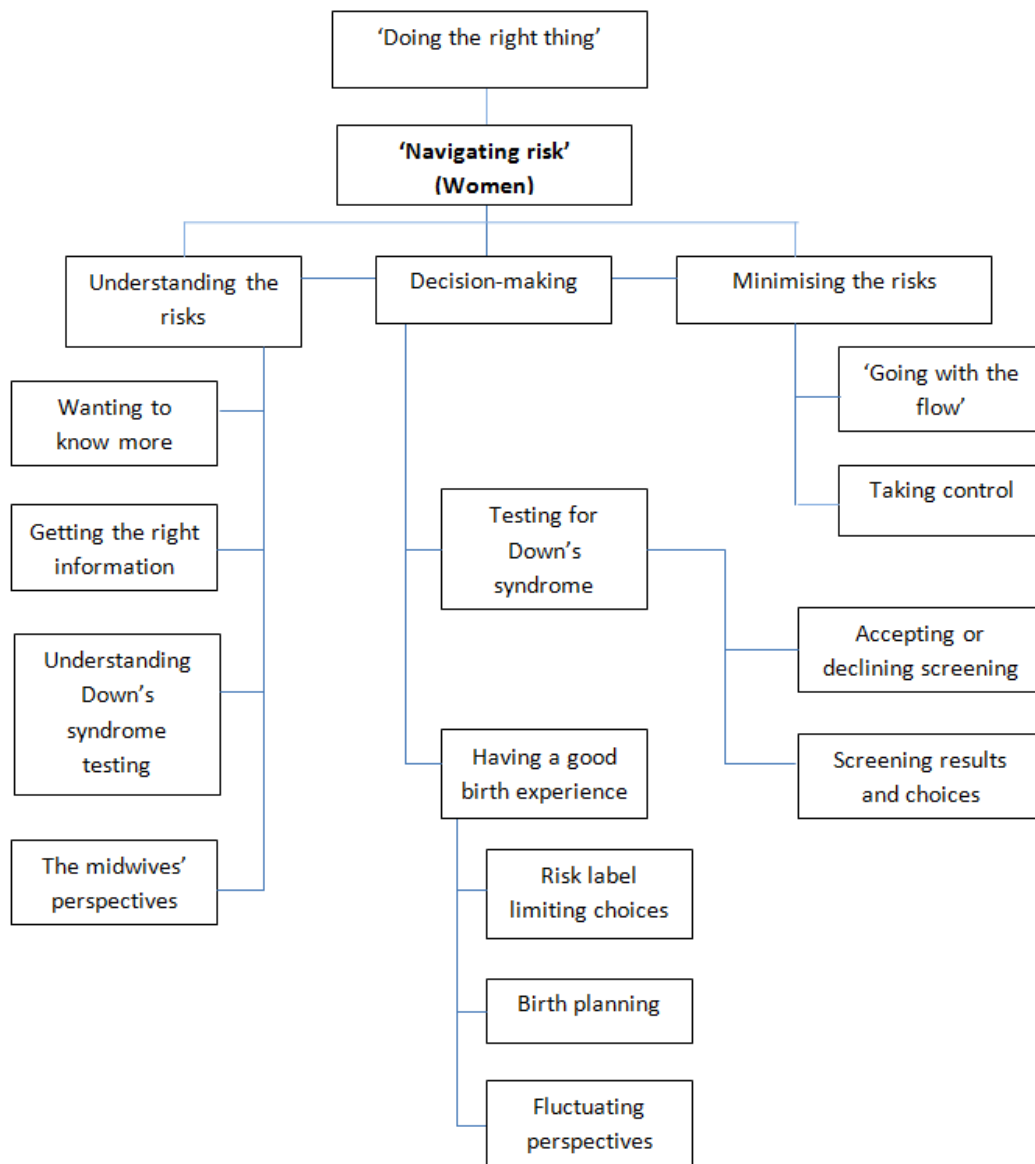 ‘Doing the right thing’
‘Navigating risk’
(Women)
Understanding the
risks
Decision-making
Minimising the risks
Wanting to
know more
Getting the right
information
Understanding
Down’s
syndrome
testing
The midwives’
perspectives
Testing for
Down’s
syndrome
Having a good
birth experience
Risk label
limiting choices
Birth planning
Fluctuating
perspectives
‘Going with the
flow’
Taking control
Accepting or
declining screening
Screening results
and choices